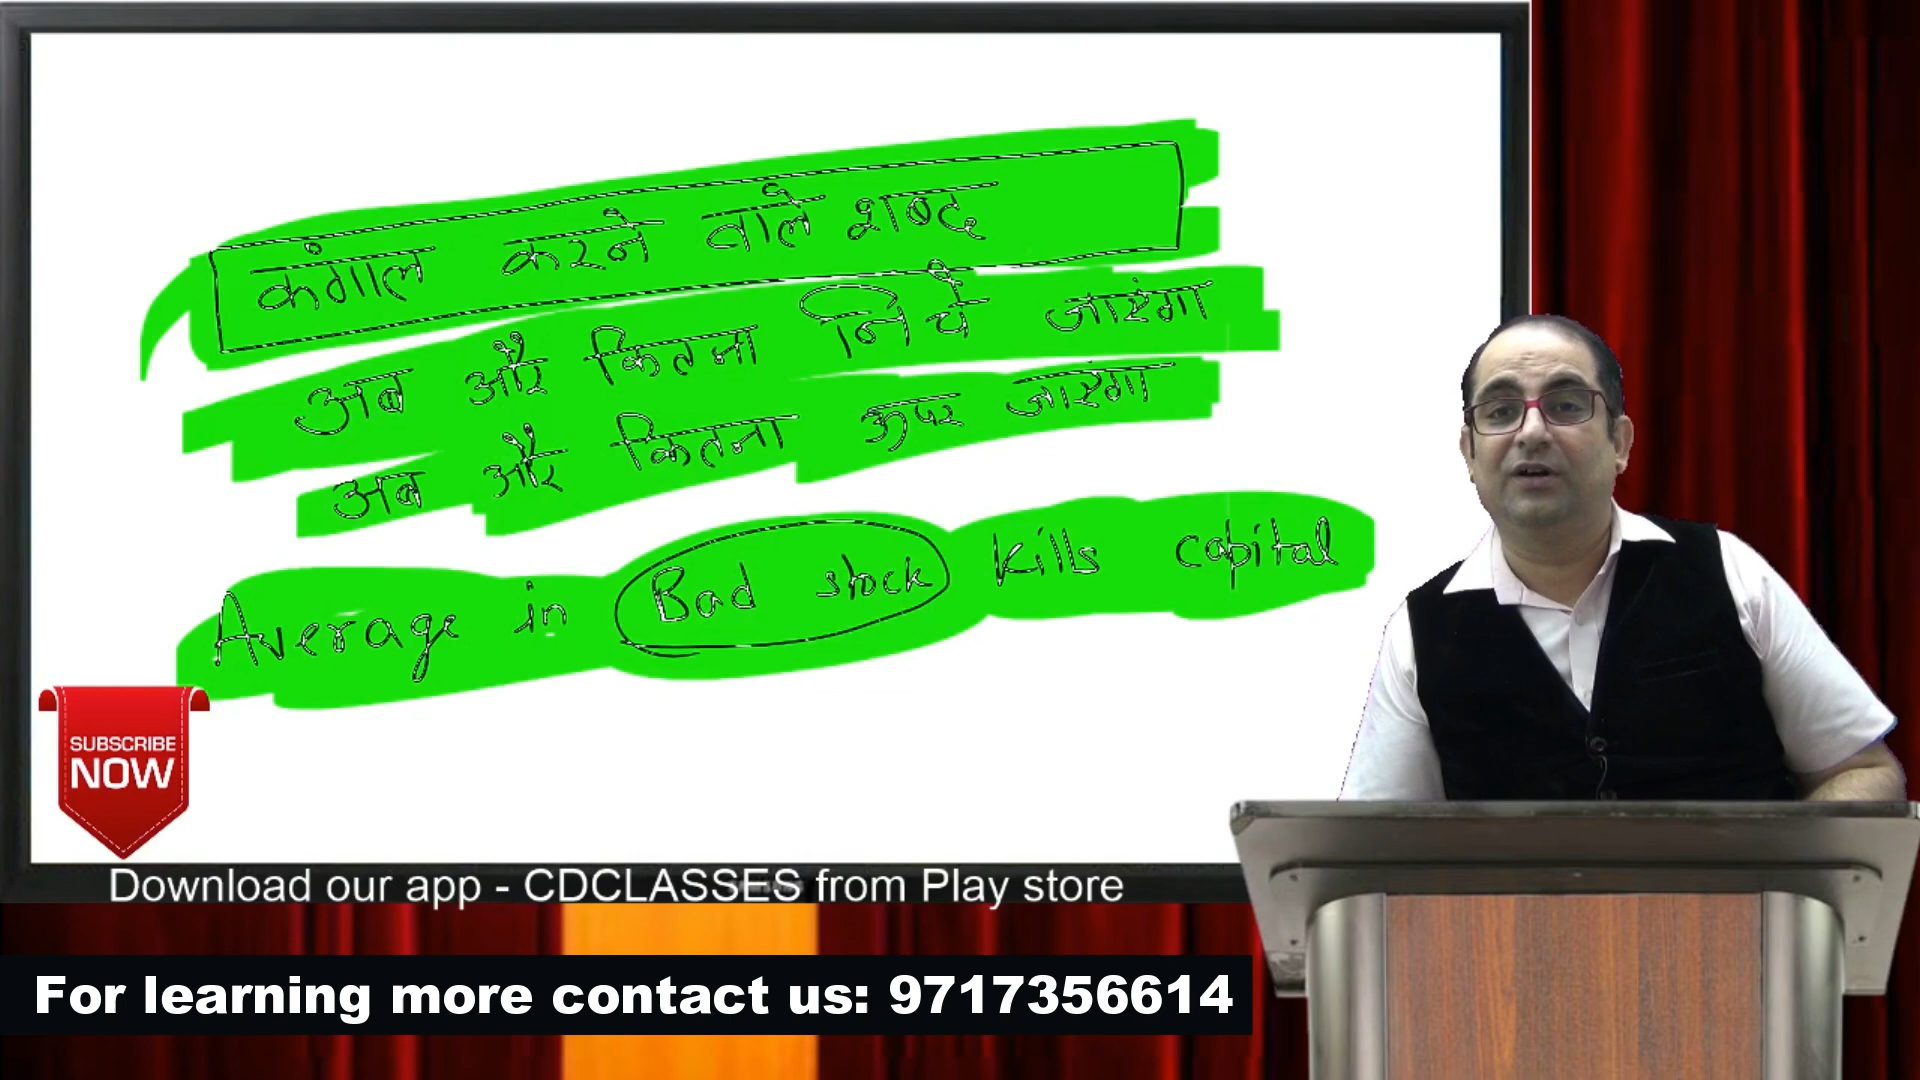 कंगाल करने वाले शब्द
अब और कितना निचे जाएगा
अब और कितना ऊपर जाएगा
Average in Bad stock kills capital
SUBSCRIBE
NOW
Download our app - CDCLASSES from Play store
For learning more contact us: 9717356614